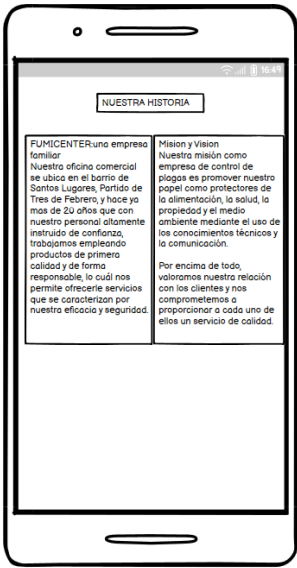 16:49
NUESTRA HISTORIA
FUMICENTER:una empresa
familiar
Nuestra oficina comercial
se ubica en el barrio de
Santos Lugares, Partido de
Tres de Febrero, y hace ya
mas de 20 años que con
nuestro personal altamente
instruido de confianza,
trabajamos empleando
productos de primera
calidad y de forma
responsable, lo cuál nos
permite ofrecerle servicios
que se caracterizan por
nuestra eficacia y seguridad.
Mision y Vision
Nuestra misión como
empresa de control de
plagas es promover nuestro
papel como protectores de
la alimentación, la salud, la
propiedad y el medio
ambiente mediante el uso de
los conocimientos técnicos y
la comunicación.
Por encima de todo,
valoramos nuestra relación
con los clientes y nos
comprometemos a
proporcionar a cada uno de
ellos un servicio de calidad.